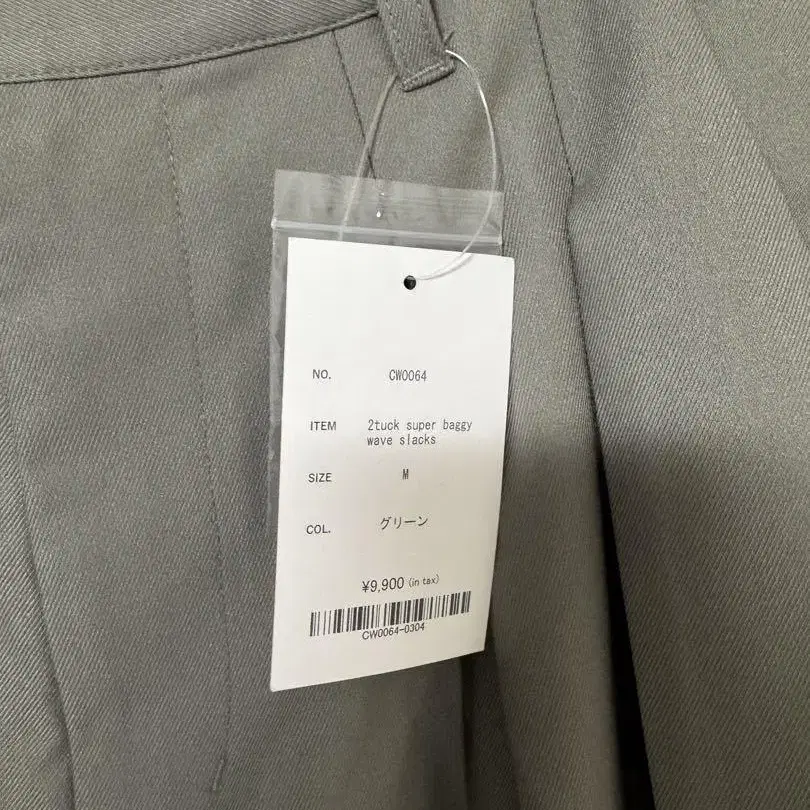 NO. CW0064
ITEM 2tuck super baggy
wave slacks
SIZE M
COL. グリーン
¥9,900 (in tax)
CW0064-0304